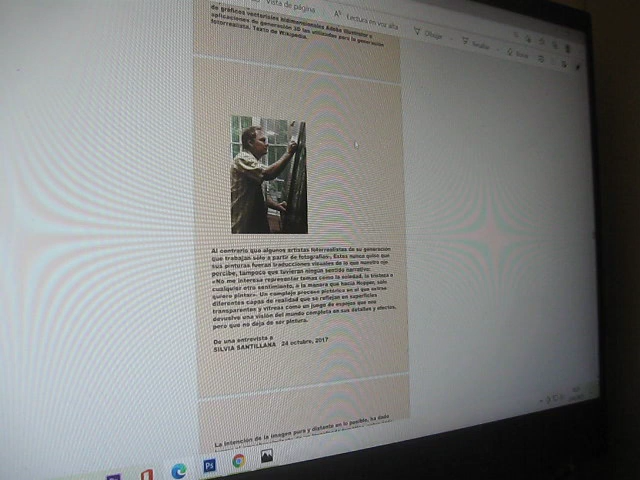 Vista de página
Lectura en voz alta
Dibujar
Resaltar
Borrar
de gráficos vectoriales bidimensionales Adobe Illustrator o
aplicaciones de generación 3D las utilizadas para la generación
fotorrealista. Texto de Wikipedia.
Al contrario que algunos artistas fotorrealistas de su generación
que trabajan sólo a partir de fotografías. Estes nunca quiso que
sus pinturas fueran traducciones visuales de lo que nuestro ojo
percibe, tampoco que tuvieran ningún sentido narrativo:
«No me interesa representar temas como la soledad, la tristeza o
cualquier otro sentimiento, a la manera que hacía Hopper, sólo
quiero pintar». Un complejo proceso pictórico en el que extrae
diferentes capas de realidad que se reflejan en superficies
transparentes y vítreas como un juego de espejos que nos
devuelve una visión del mundo completa en sus detalles y efectos,
pero que no deja de ser pintura.
De una entrevista a
SILVIA SANTILLANA 24 octubre, 2017
La intención de la imagen pura y distante en lo posible, ha dado
Ps